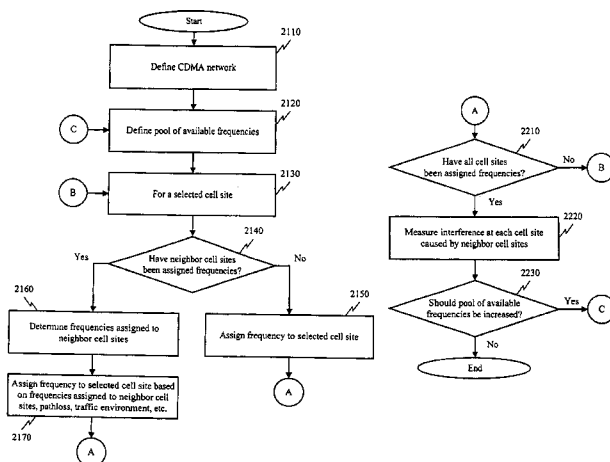 Start
2110
Define CDMA network
2120
C
Define pool of available frequencies
2130
B
For a selected cell site
2140
Yes
Have neighbor cell sites
been assigned frequencies?
No
2160
Determine frequencies assigned to
neighbor cell sites
2150
Assign frequency to selected cell site
Assign frequency to selected cell site based
on frequencies assigned to neighbor cell
sites, pathloss, traffic environment, etc.
2170
A
A
A
2210
Have all cell sites
been assigned frequencies?
No
B
Yes
2220
Measure interference at each cell site
caused by neighbor cell sites
2230
Should pool of available
frequencies be increased?
Yes
C
No
End